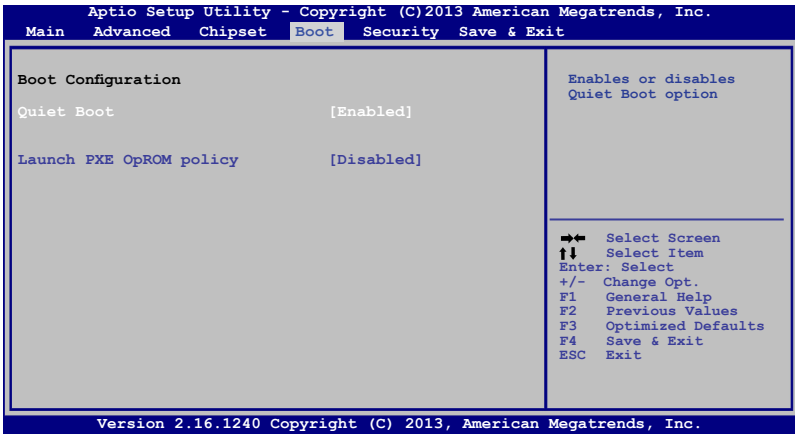 Aptio Setup Utility - Copyright (C)2013 American Megatrends, Inc.
Main Advanced Chipset Boot Security Save & Exit
Boot Configuration
Quiet Boot [Enabled]
Launch PXE OpROM policy [Disabled]
Enables or disables
Quiet Boot option
→← Select Screen
↑↓ Select Item
Enter: Select
+/- Change Opt.
F1 General Help
F2 Previous Values
F3 Optimized Defaults
F4 Save & Exit
ESC Exit
Version 2.16.1240 Copyright (C) 2013, American Megatrends, Inc.